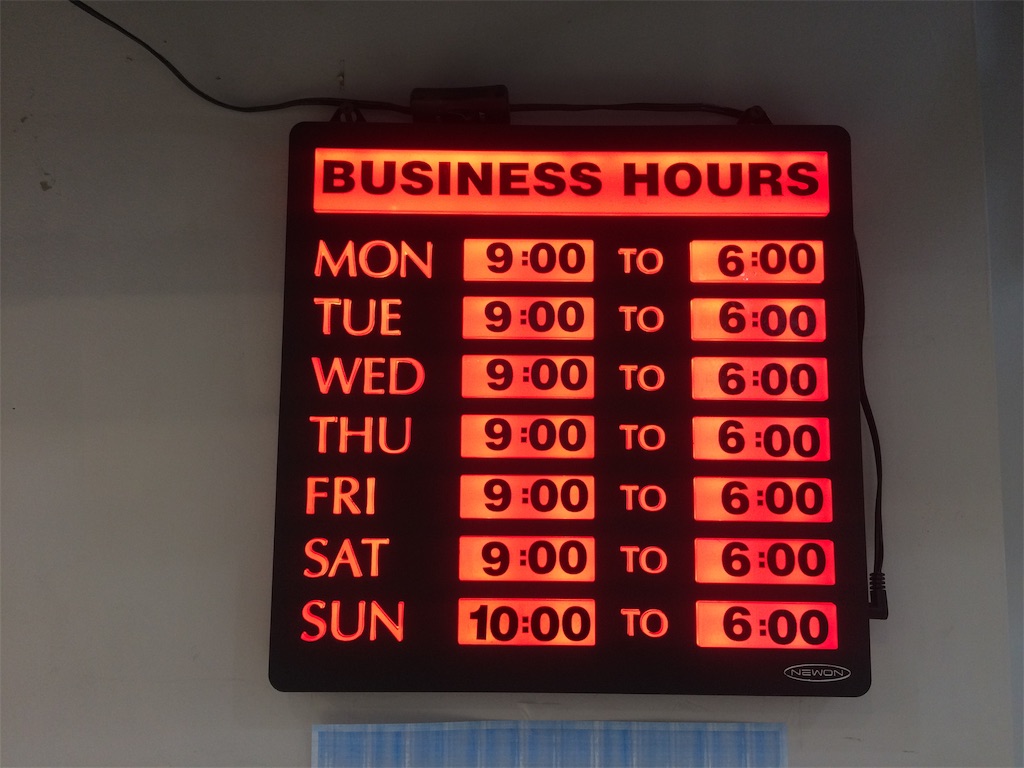 BUSINESS HOURS
MON 9:00 TO 6:00
TUE 9:00 TO 6:00
WED 9:00 TO 6:00
THU 9:00 TO 6:00
FRI 9:00 TO 6:00
SAT 9:00 TO 6:00
SUN 10:00 TO 6:00
NEWON